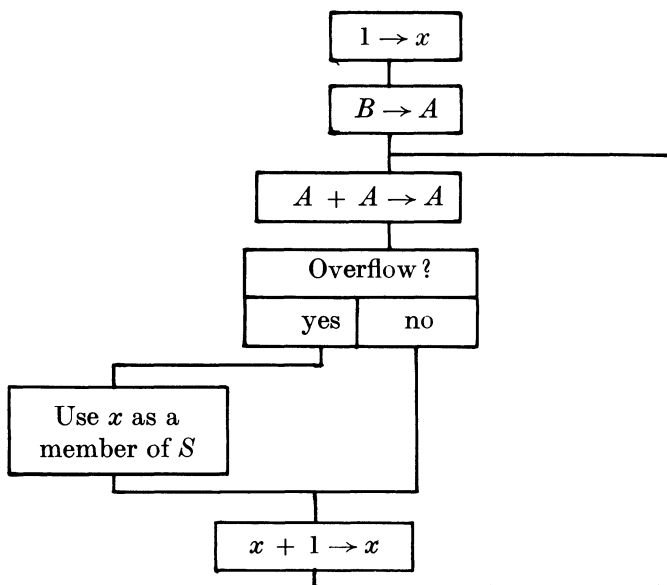 1 → x
B → A
A + A → A
Overflow?
yes no
Use x as a
member of S
x + 1 → x